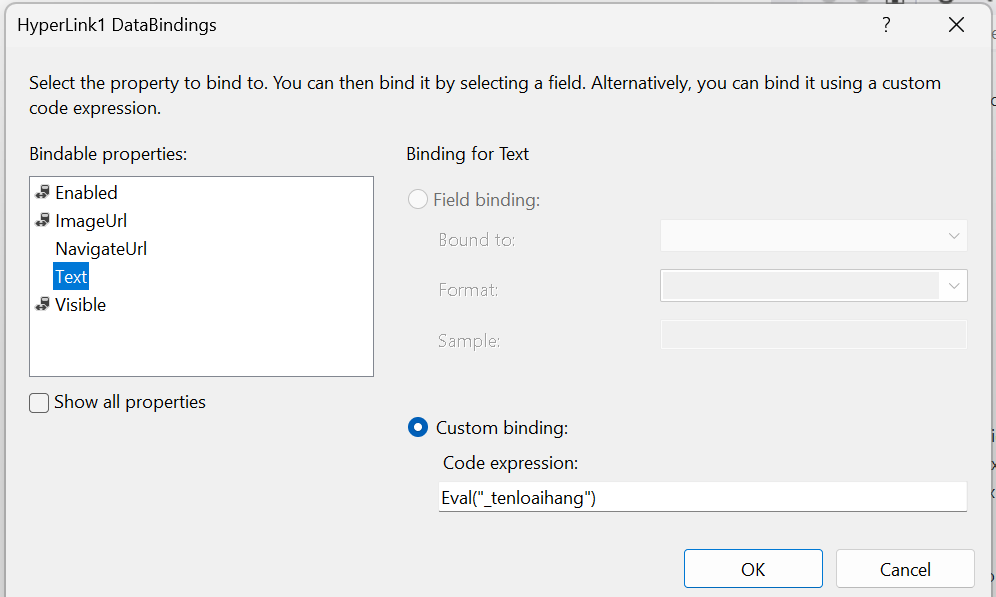 HyperLink1 DataBindings
?
Select the property to bind to. You can then bind it by selecting a field. Alternatively, you can bind it using a custom
code expression.
Bindable properties:
Enabled
ImageUrl
NavigateUrl
Text
Visible
Show all properties
Binding for Text
Field binding:
Bound to:
Format:
Sample:
Custom binding:
Code expression:
Eval("_tenloaihang")
OK
Cancel